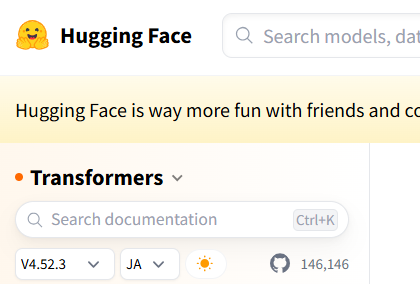 Hugging Face
Search models, dat
Hugging Face is way more fun with friends and co
Transformers
Search documentation
Ctrl+K
V4.52.3
JA
146,146